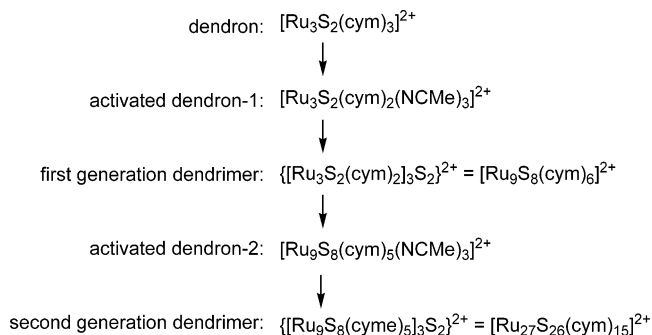 dendron: [Ru3S2(cym)3]2+
activated dendron-1: [Ru3S2(cym)2(NCMe)3]2+
first generation dendrimer: {[Ru3S2(cym)2]3S2}2+ = [Ru9S8(cym)6]2+
activated dendron-2: [Ru9S8(cym)5(NCMe)3]2+
second generation dendrimer: {[Ru9S8(cyme)5]3S2}2+ = [Ru27S26(cym)15]2+